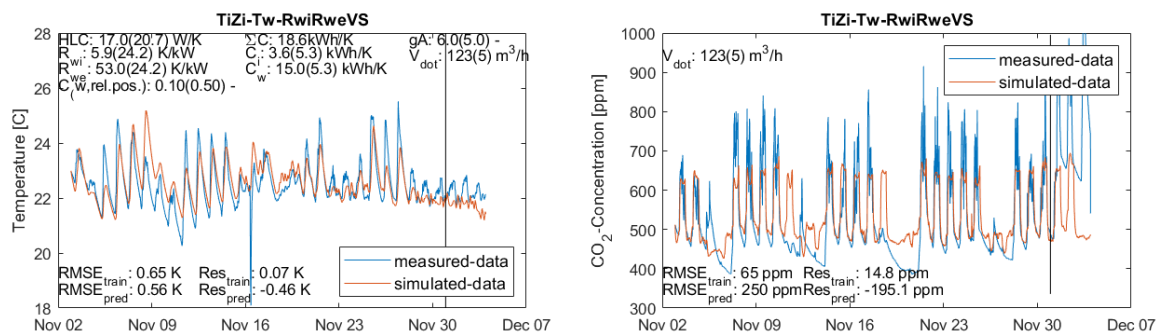 TiZi-Tw-RwiRweVS
HLC: 17.0(20.7) W/K ΣC: 18.6kWh/K gA: 6.0(5.0) -
R_wi: 5.9(24.2) K/kW C_i: 3.6(5.3) kWh/K V_dot: 123(5) m^3/h
R_we: 53.0(24.2) K/kW C_w: 15.0(5.3) kWh/K
C_(w,rel.pos.): 0.10(0.50) -
28
26
24
22
20
18
Temperature [C]
RMSE_train: 0.65 K Res_train: 0.07 K
RMSE_pred: 0.56 K Res_pred: -0.46 K
measured-data
simulated-data
Nov 02 Nov 09 Nov 16 Nov 23 Nov 30 Dec 07
TiZi-Tw-RwiRweVS
V_dot: 123(5) m^3/h
measured-data
simulated-data
1000
900
800
700
600
500
400
300
CO_2-Concentration [ppm]
RMSE_train: 65 ppm Res_train: 14.8 ppm
RMSE_pred: 250 ppm Res_pred: -195.1 ppm
Nov 02 Nov 09 Nov 16 Nov 23 Nov 30 Dec 07